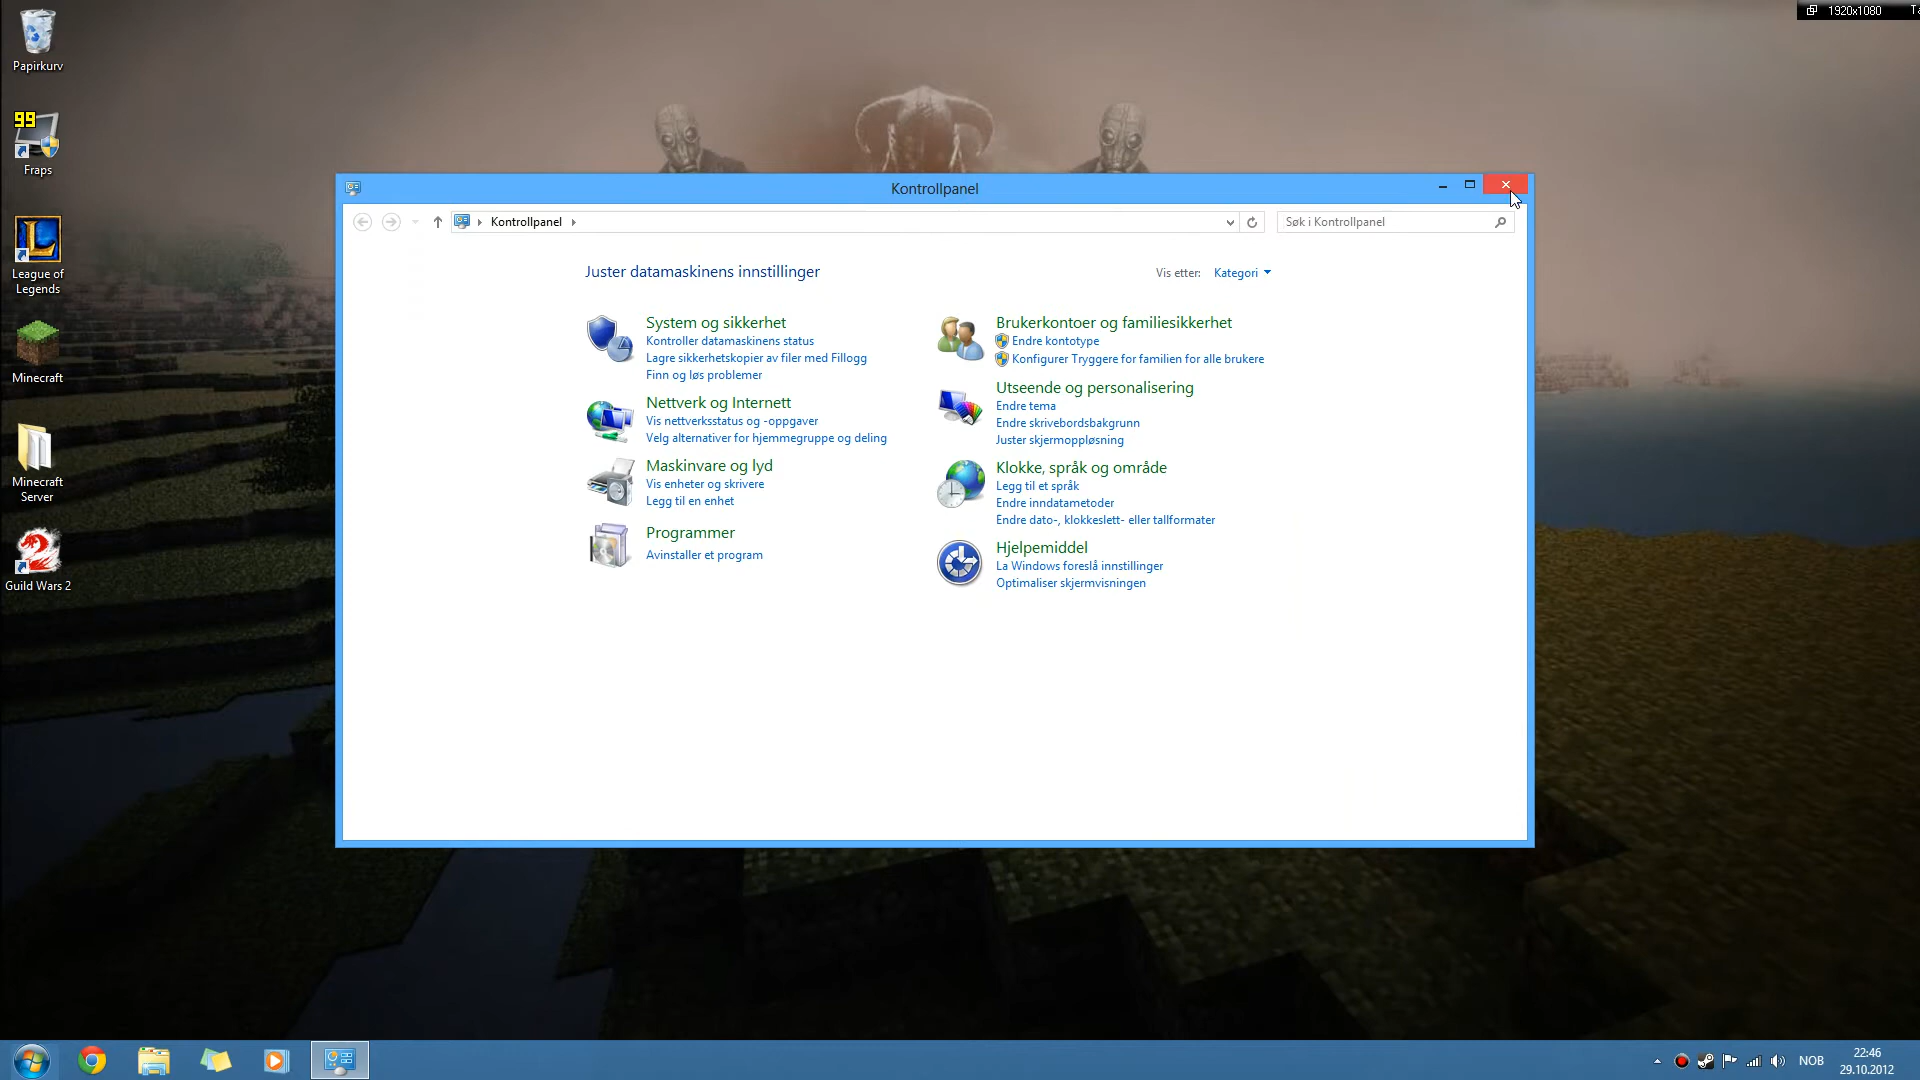 1920x1080
Papirkurv
99
Fraps
League of
Legends
Minecraft
Minecraft
Server
Guild Wars 2
Kontrollpanel
Kontrollpanel
Søk i Kontrollpanel
Juster datamaskinens innstillinger
Vis etter: Kategori
System og sikkerhet
Kontroller datamaskinens status
Lagre sikkerhetskopier av filer med Fillogg
Finn og løs problemer
Nettverk og Internett
Vis nettverksstatus og -oppgaver
Velg alternativer for hjemmegruppe og deling
Maskinvare og lyd
Vis enheter og skrivere
Legg til en enhet
Programmer
Avinstaller et program
Brukerkontoer og familiesikkerhet
Endre kontotype
Konfigurer Tryggere for familien for alle brukere
Utseende og personalisering
Endre tema
Endre skrivebordsbakgrunn
Juster skjermoppløsning
Klokke, språk og område
Legg til et språk
Endre inndatametoder
Endre dato-, klokkeslett- eller tallformater
Hjelpemiddel
La Windows foreslå innstillinger
Optimaliser skjermvisningen
NOB
22:46
29.10.2012